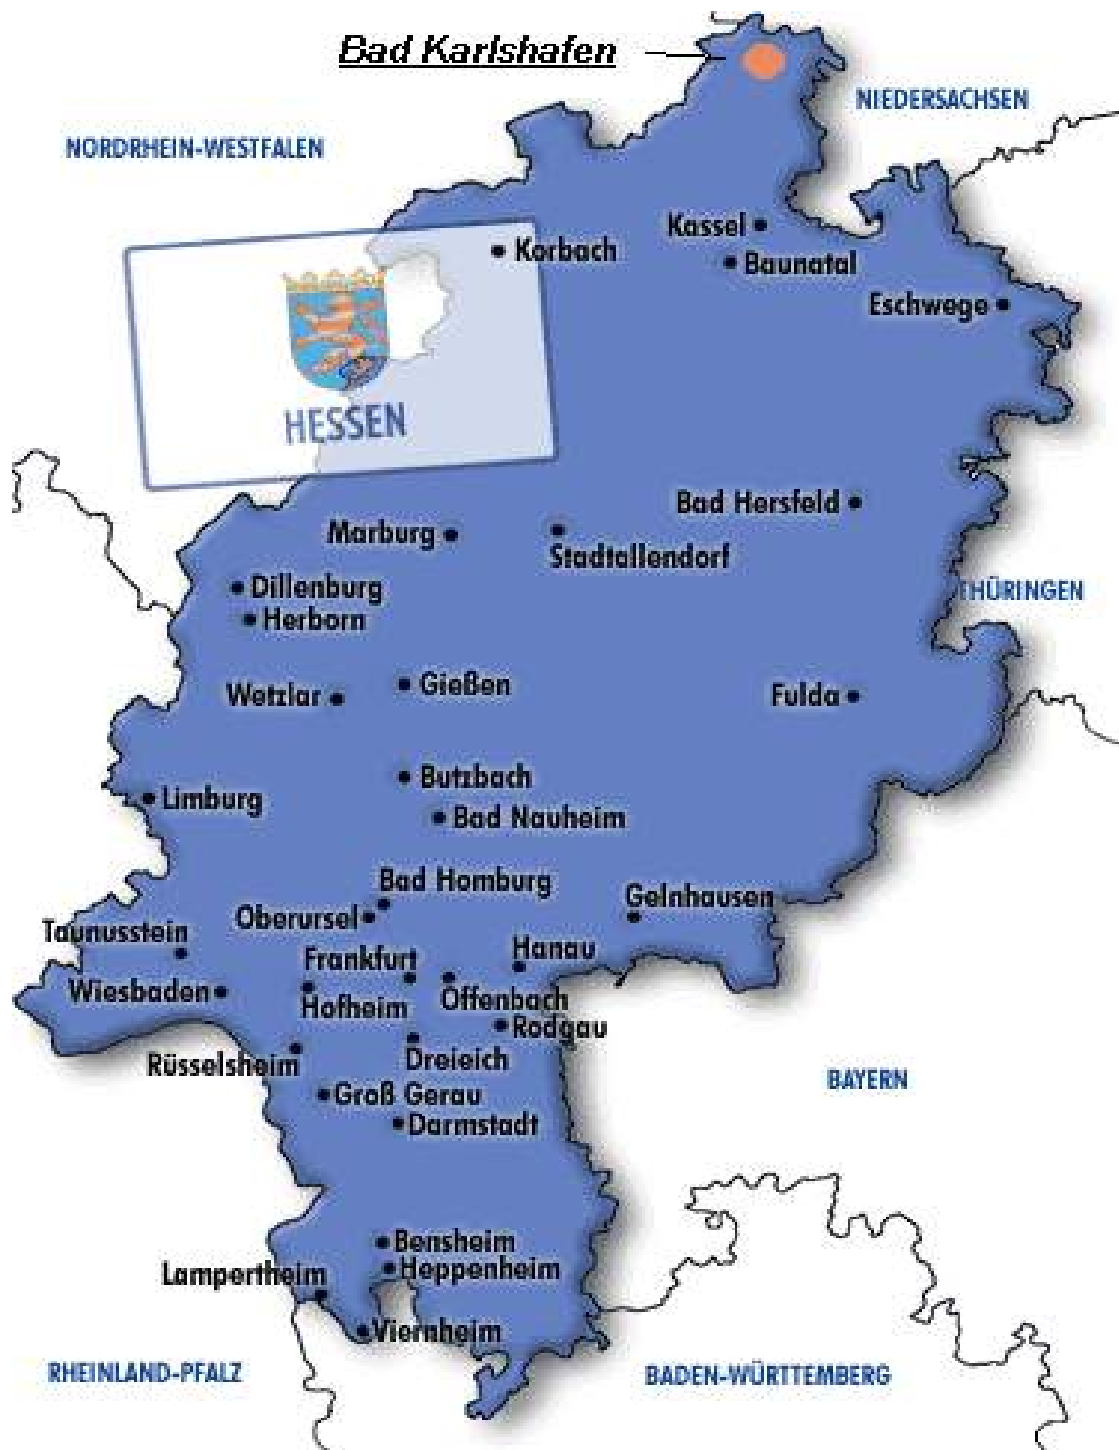 Bad Karlshafen
NIEDERSACHSEN
NORDRHEIN-WESTFALEN
Kassel
Korbach
Baunatal
Eschwege
HESSEN
Bad Hersfeld
Marburg
Stadtallendorf
Dillenburg
THÜRINGEN
Herborn
Gießen
Wetzlar
Fulda
Butzbach
Limburg
Bad Nauheim
Bad Homburg
Gelnhausen
Oberursel
Taunusstein
Hanau
Frankfurt
Wiesbaden
Offenbach
Hofheim
Rodgau
Dreieich
Rüsselsheim
BAYERN
Groß Gerau
Darmstadt
Bensheim
Heppenheim
Lampertheim
Viernheim
RHEINLAND-PFALZ
BADEN-WÜRTTEMBERG